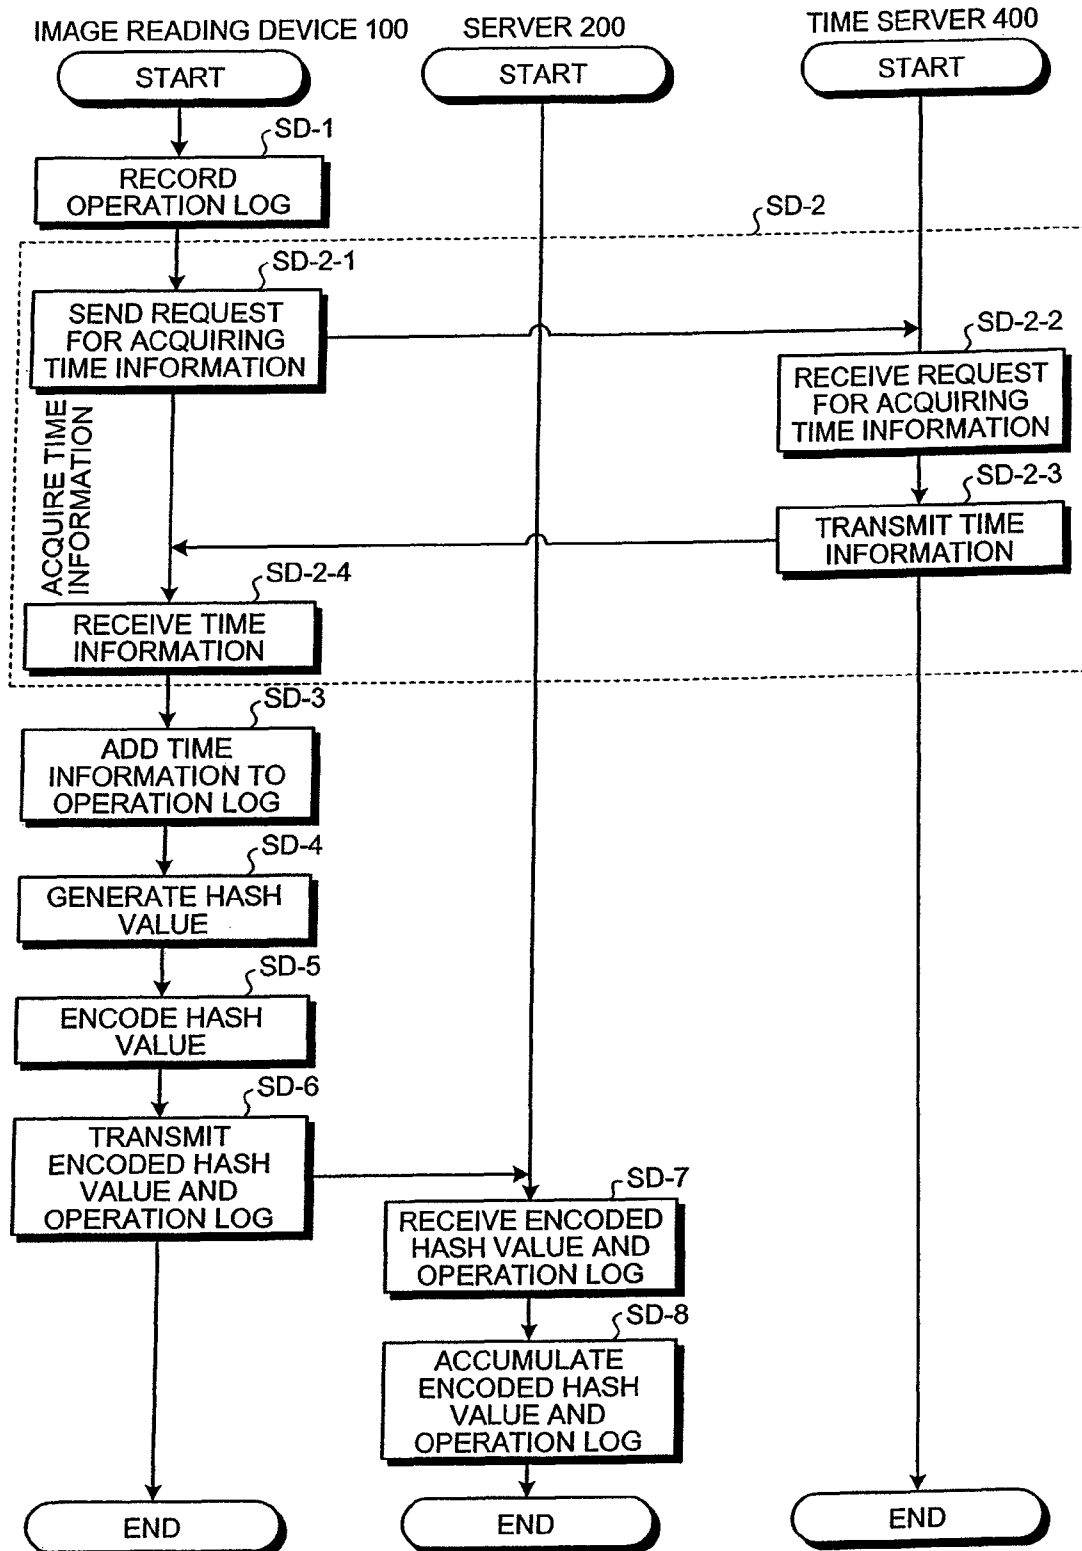 IMAGE READING DEVICE 100
SERVER 200
TIME SERVER 400
START
START
START
SD-1
RECORD
OPERATION LOG
SD-2
SD-2-1
SEND REQUEST
FOR ACQUIRING
TIME INFORMATION
SD-2-2
RECEIVE REQUEST
FOR ACQUIRING
TIME INFORMATION
ACQUIRE TIME
INFORMATION
SD-2-3
TRANSMIT TIME
INFORMATION
SD-2-4
RECEIVE TIME
INFORMATION
SD-3
ADD TIME
INFORMATION TO
OPERATION LOG
SD-4
GENERATE HASH
VALUE
SD-5
ENCODE HASH
VALUE
SD-6
TRANSMIT
ENCODED HASH
VALUE AND
OPERATION LOG
SD-7
RECEIVE ENCODED
HASH VALUE AND
OPERATION LOG
SD-8
ACCUMULATE
ENCODED HASH
VALUE AND
OPERATION LOG
END
END
END